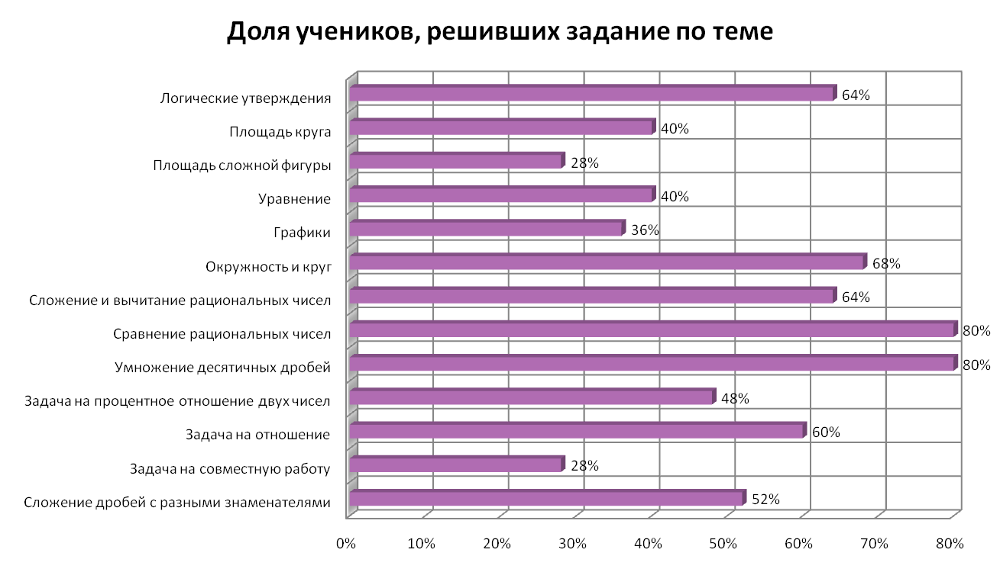 Доля учеников, решивших задание по теме
Логические утверждения 64%
Площадь круга 40%
Площадь сложной фигуры 28%
Уравнение 40%
Графики 36%
Окружность и круг 68%
Сложение и вычитание рациональных чисел 64%
Сравнение рациональных чисел 80%
Умножение десятичных дробей 80%
Задача на процентное отношение двух чисел 48%
Задача на отношение 60%
Задача на совместную работу 28%
Сложение дробей с разными знаменателями 52%
0% 10% 20% 30% 40% 50% 60% 70% 80%